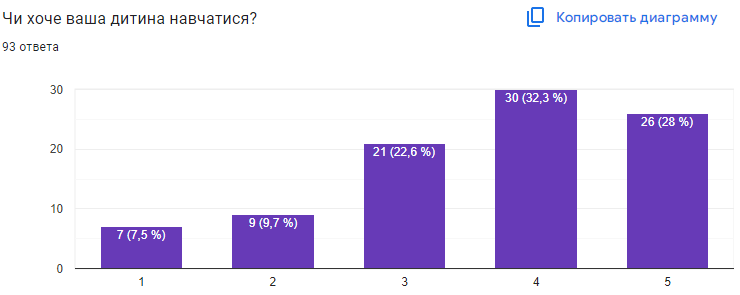 Чи хоче ваша дитина навчатися?
Копировать диаграмму
93 ответа
30
20
10
0
7 (7,5 %)
9 (9,7 %)
21 (22,6 %)
30 (32,3 %)
26 (28 %)
1
2
3
4
5